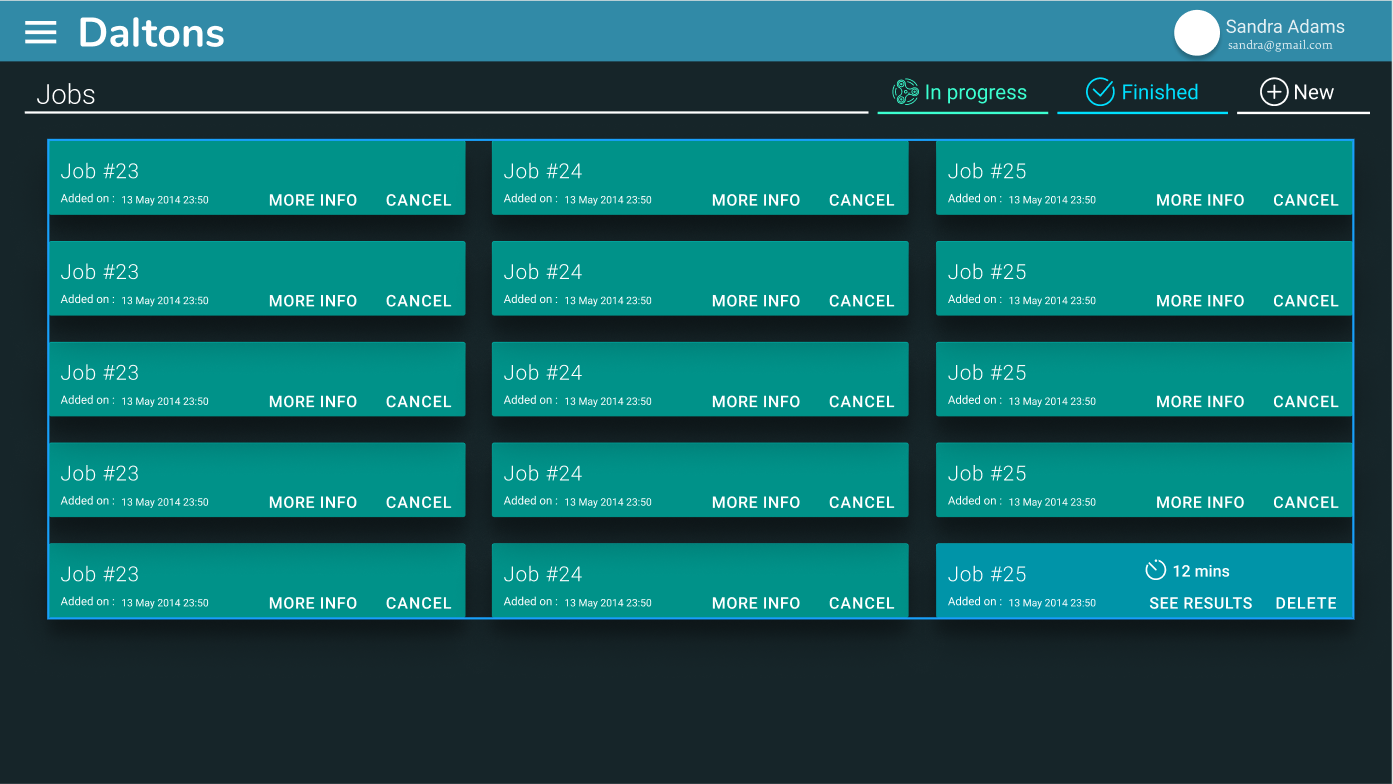 Daltons
Sandra Adams
sandra@gmail.com
Jobs
In progress
Finished
New
Job #23
Added on : 13 May 2014 23:50 MORE INFO CANCEL
Job #24
Added on : 13 May 2014 23:50 MORE INFO CANCEL
Job #25
Added on : 13 May 2014 23:50 MORE INFO CANCEL
Job #23
Added on : 13 May 2014 23:50 MORE INFO CANCEL
Job #24
Added on : 13 May 2014 23:50 MORE INFO CANCEL
Job #25
Added on : 13 May 2014 23:50 MORE INFO CANCEL
Job #23
Added on : 13 May 2014 23:50 MORE INFO CANCEL
Job #24
Added on : 13 May 2014 23:50 MORE INFO CANCEL
Job #25
Added on : 13 May 2014 23:50 MORE INFO CANCEL
Job #23
Added on : 13 May 2014 23:50 MORE INFO CANCEL
Job #24
Added on : 13 May 2014 23:50 MORE INFO CANCEL
Job #25
Added on : 13 May 2014 23:50 MORE INFO CANCEL
Job #23
Added on : 13 May 2014 23:50 MORE INFO CANCEL
Job #24
Added on : 13 May 2014 23:50 MORE INFO CANCEL
Job #25 12 mins
Added on : 13 May 2014 23:50 SEE RESULTS DELETE